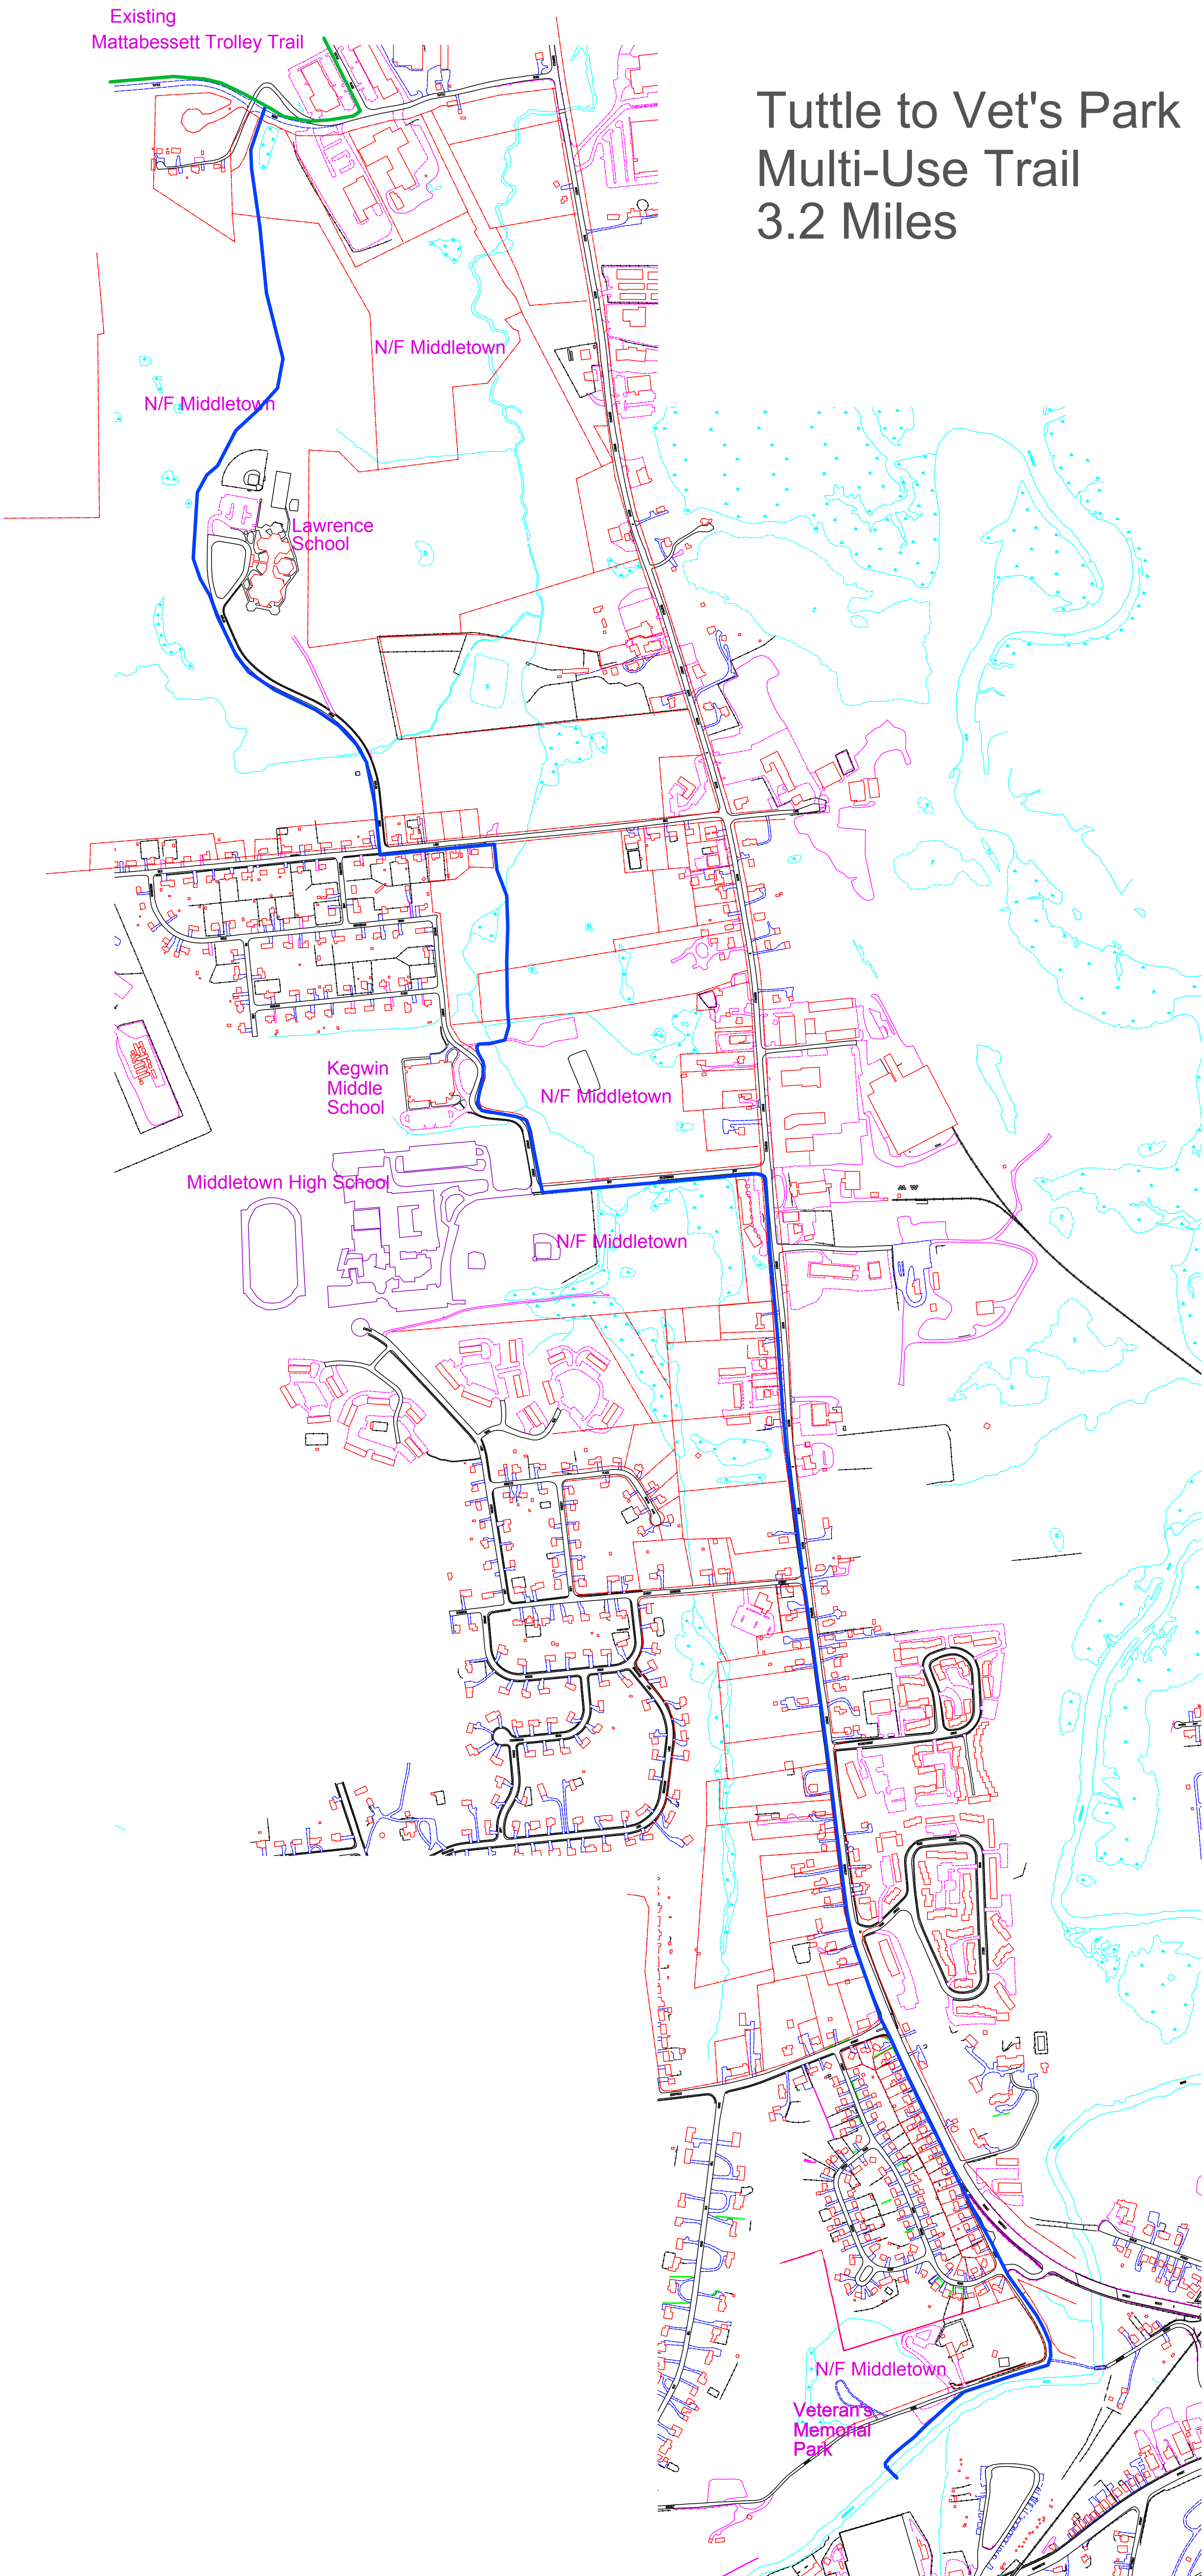 Existing
Mattabessett Trolley Trail
Tuttle to Vet's Park
Multi-Use Trail
3.2 Miles
N/F Middletown
N/F Middletown
Lawrence
School
Kegwin
Middle
School
N/F Middletown
Middletown High School
N/F Middletown
N/F Middletown
Veteran's
Memorial
Park